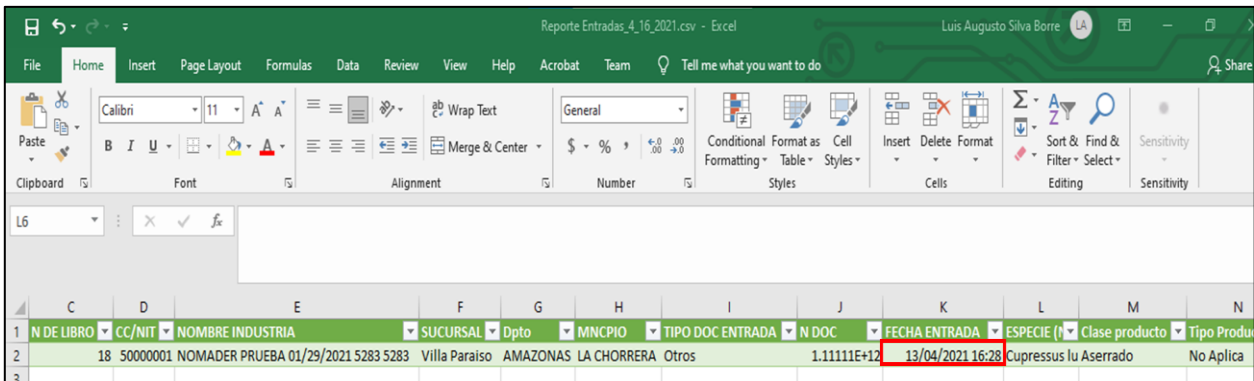 Reporte Entradas_4_16_2021.csv - Excel
Luis Augusto Silva Borre LA
File Home Insert Page Layout Formulas Data Review View Help Acrobat Team Tell me what you want to do Share
Calibri 11 A A Wrap Text General
Paste B I U A Merge & Center $ % , Conditional Formatting Format as Table Cell Styles Insert Delete Format Sort & Filter Find & Select Sensitivity
Clipboard Font Alignment Number Styles Cells Editing Sensitivity
L6 fx
C D E F G H I J K L M N
1 N DE LIBRO CC/NIT NOMBRE INDUSTRIA SUCURSAL Dpto MNCPIO TIPO DOC ENTRADA N DOC FECHA ENTRADA ESPECIE ( Clase producto Tipo Produ
2 18 50000001 NOMADER PRUEBA 01/29/2021 5283 5283 Villa Paraiso AMAZONAS LA CHORRERA Otros 1.11111E+12 13/04/2021 16:28 Cupressus lu Aserrado No Aplica
3